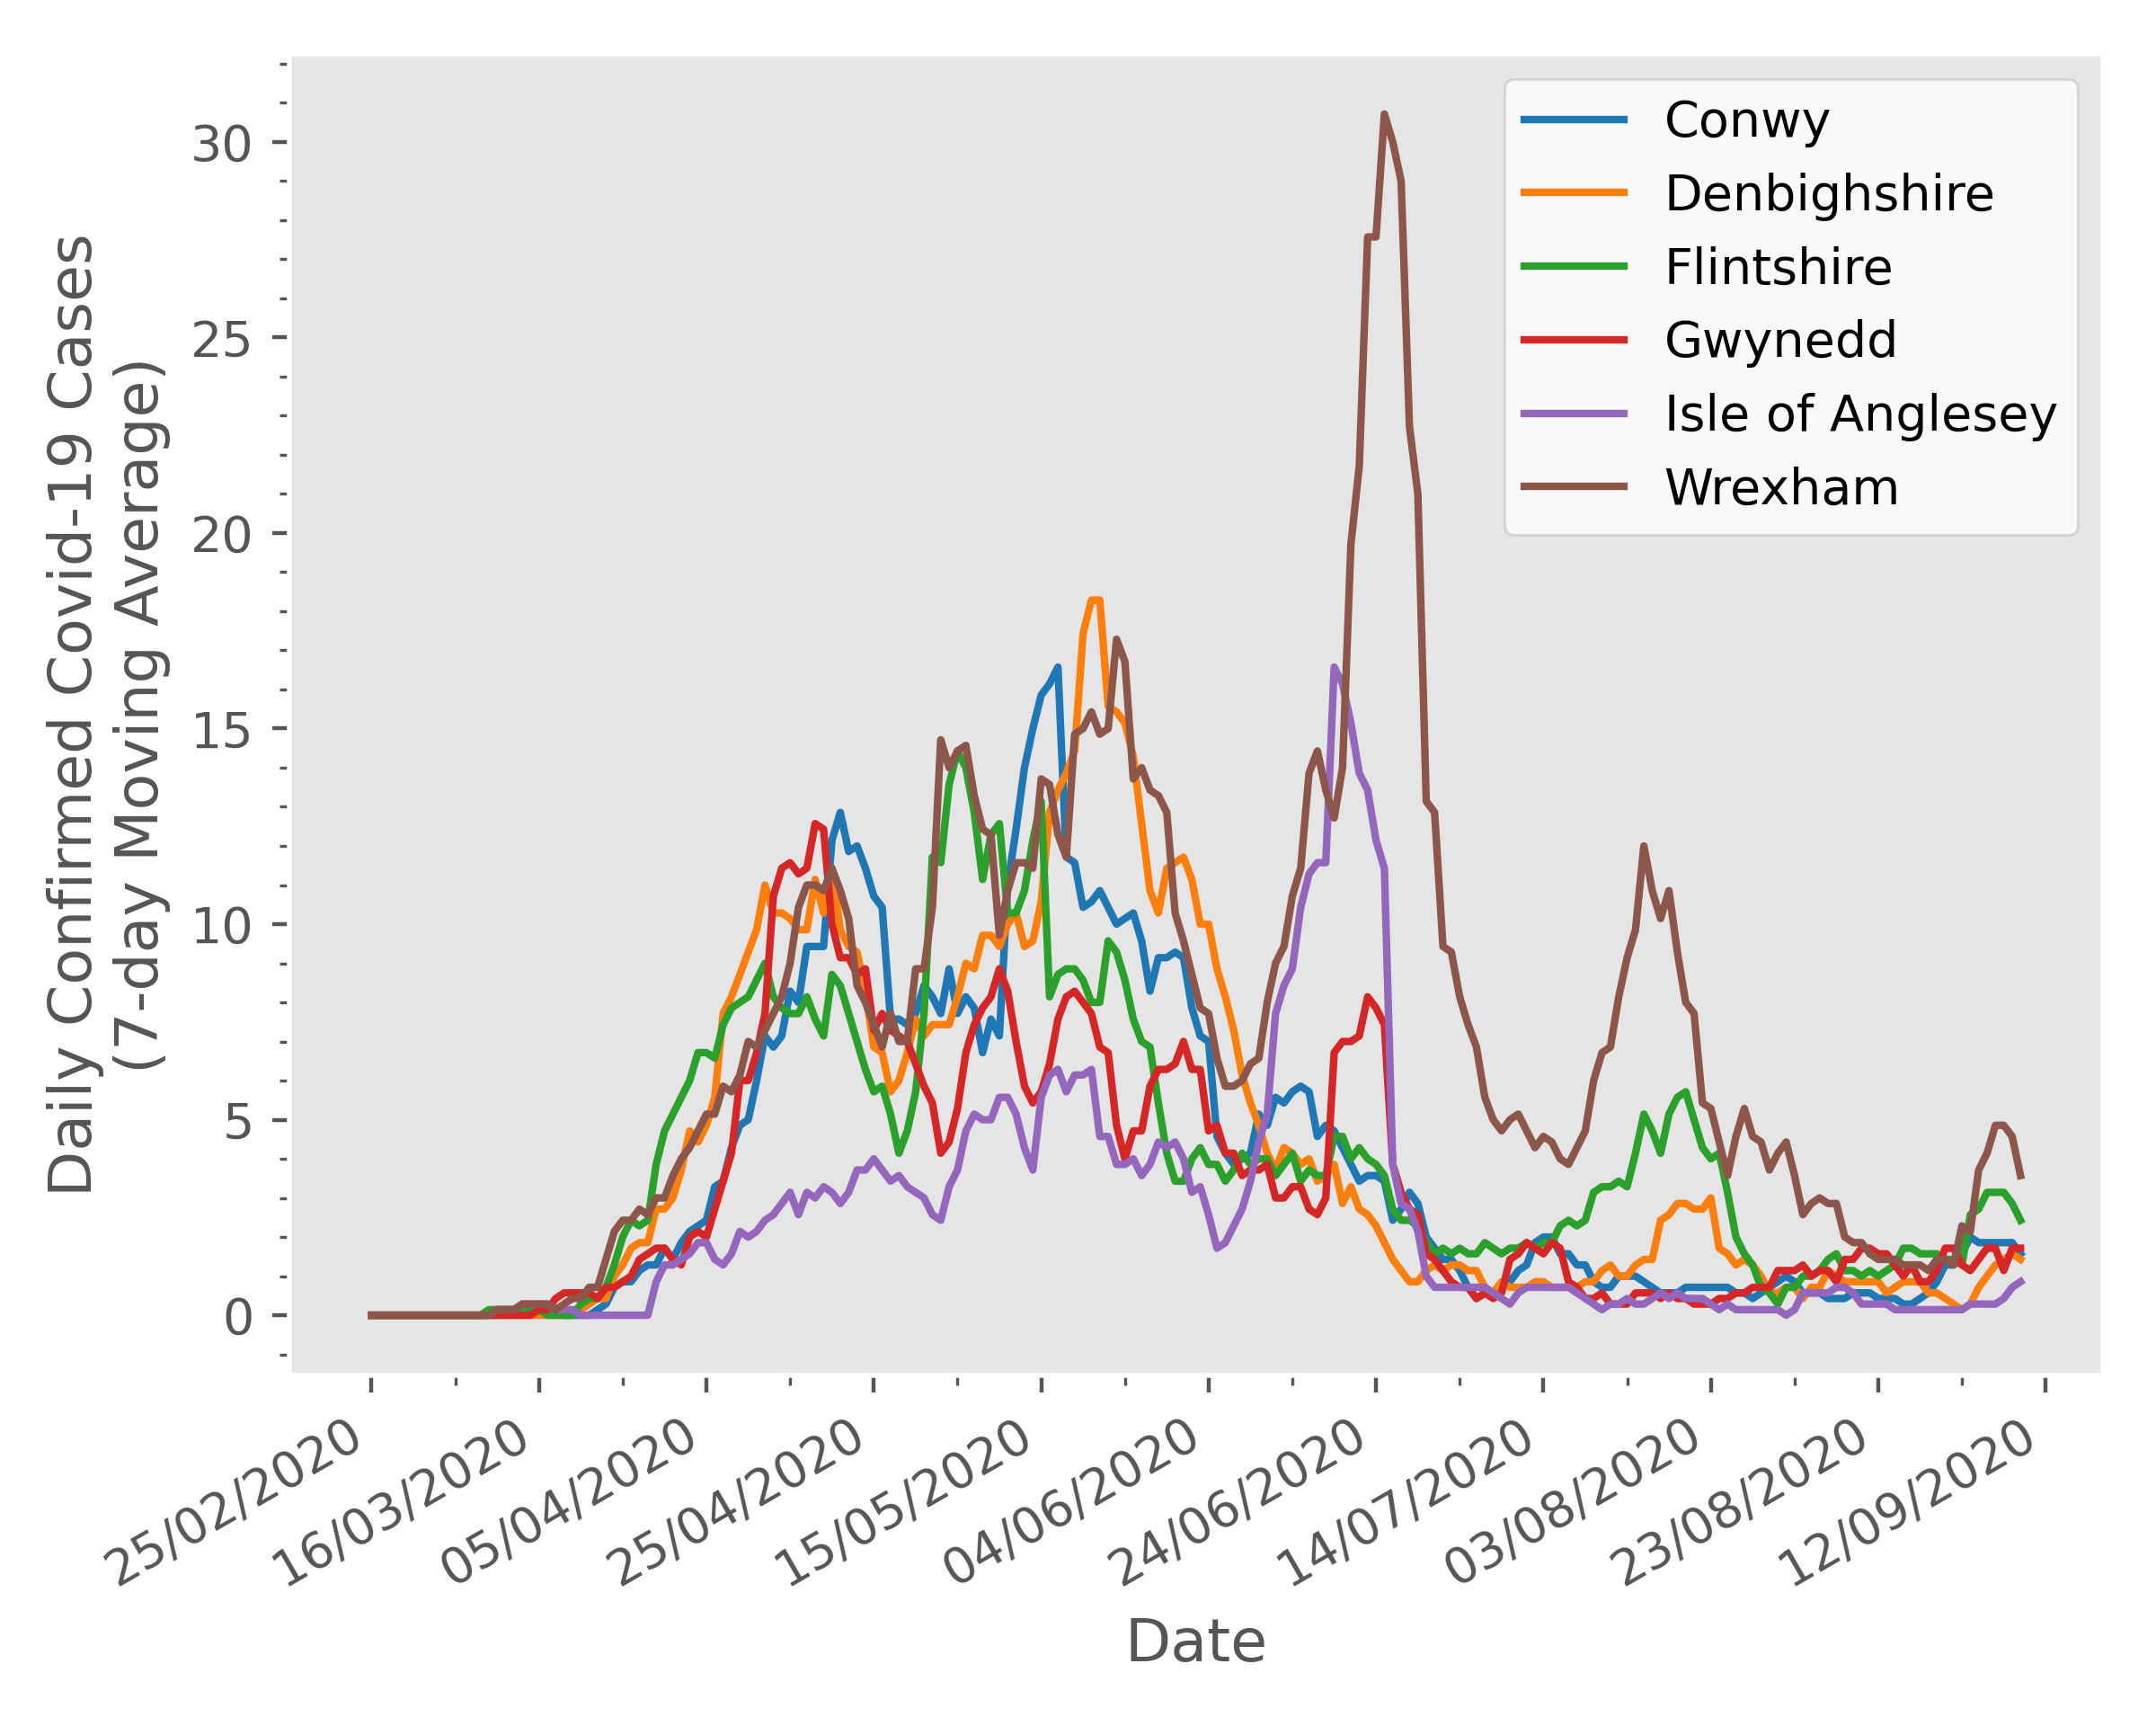 Daily Confirmed Covid-19 Cases
(7-day Moving Average)
30
25
20
15
10
5
0
Conwy
Denbighshire
Flintshire
Gwynedd
Isle of Anglesey
Wrexham
25/02/2020
16/03/2020
05/04/2020
25/04/2020
15/05/2020
04/06/2020
24/06/2020
14/07/2020
03/08/2020
23/08/2020
12/09/2020
Date